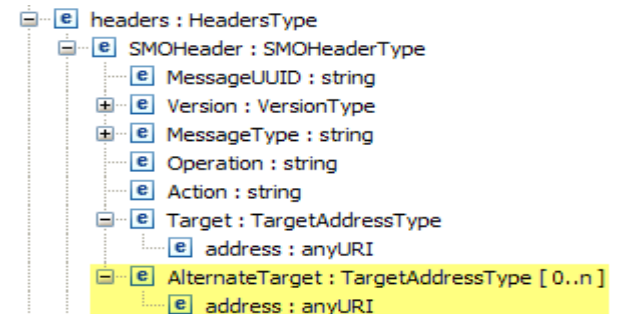 headers : HeadersType
SMOHeader : SMOHeaderType
MessageUUID : string
Version : VersionType
MessageType : string
Operation : string
Action : string
Target : TargetAddressType
address : anyURI
AlternateTarget : TargetAddressType [ 0..n ]
address : anyURI